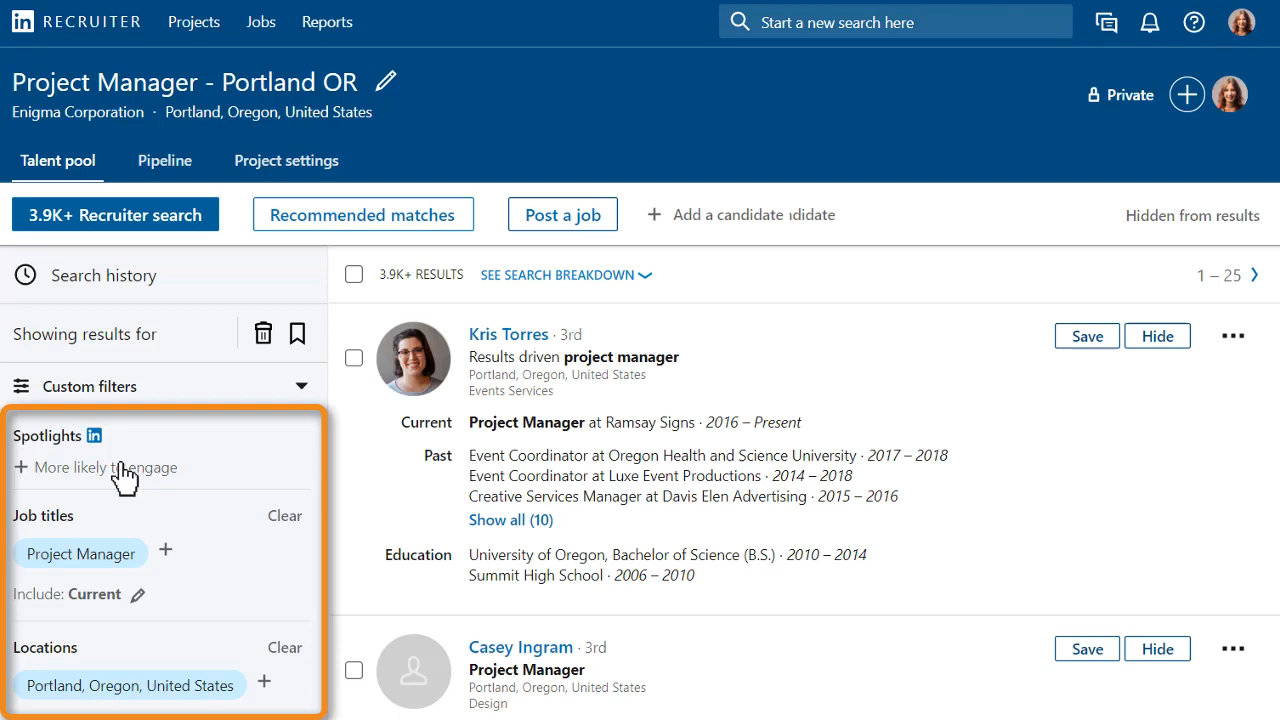 in RECRUITER Projects Jobs Reports Start a new search here
Project Manager - Portland OR
Enigma Corporation · Portland, Oregon, United States
Private
Talent pool Pipeline Project settings
3.9K+ Recruiter search Recommended matches Post a job + Add a candidate ididate Hidden from results
Search history
3.9K+ RESULTS SEE SEARCH BREAKDOWN 1 – 25
Showing results for
Custom filters
Spotlights in
+ More likely to engage
Job titles Clear
Project Manager +
Include: Current
Locations Clear
Portland, Oregon, United States +
Kris Torres · 3rd Save Hide
Results driven project manager
Portland, Oregon, United States
Events Services
Current Project Manager at Ramsay Signs · 2016 – Present
Past Event Coordinator at Oregon Health and Science University · 2017 – 2018
Event Coordinator at Luxe Event Productions · 2014 – 2018
Creative Services Manager at Davis Elen Advertising · 2015 – 2016
Show all (10)
Education University of Oregon, Bachelor of Science (B.S.) · 2010 – 2014
Summit High School · 2006 – 2010
Casey Ingram · 3rd Save Hide
Project Manager
Portland, Oregon, United States
Design